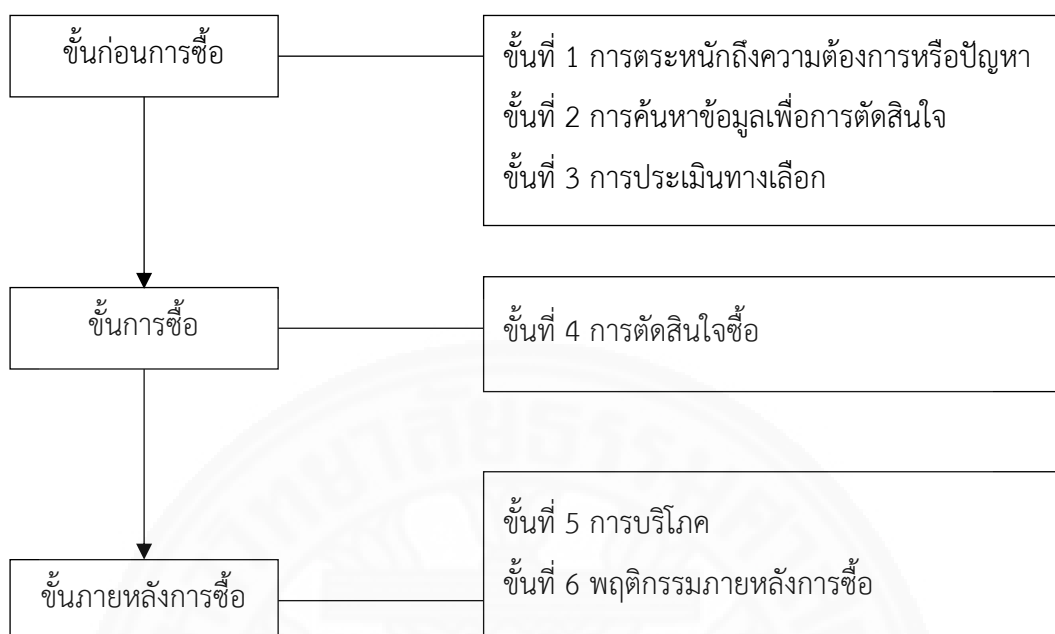 ขั้นก่อนการซื้อ
ขั้นที่ 1 การตระหนักถึงความต้องการหรือปัญหา
ขั้นที่ 2 การค้นหาข้อมูลเพื่อการตัดสินใจ
ขั้นที่ 3 การประเมินทางเลือก
ขั้นการซื้อ
ขั้นที่ 4 การตัดสินใจซื้อ
ขั้นภายหลังการซื้อ
ขั้นที่ 5 การบริโภค
ขั้นที่ 6 พฤติกรรมภายหลังการซื้อ